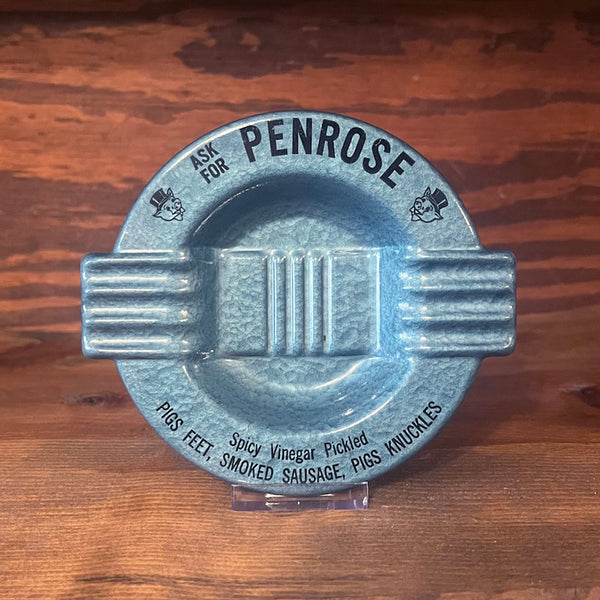 ASK
FOR
PENROSE
Spicy Vinegar Pickled
PIGS FEET, SMOKED SAUSAGE, PIGS KNUCKLES